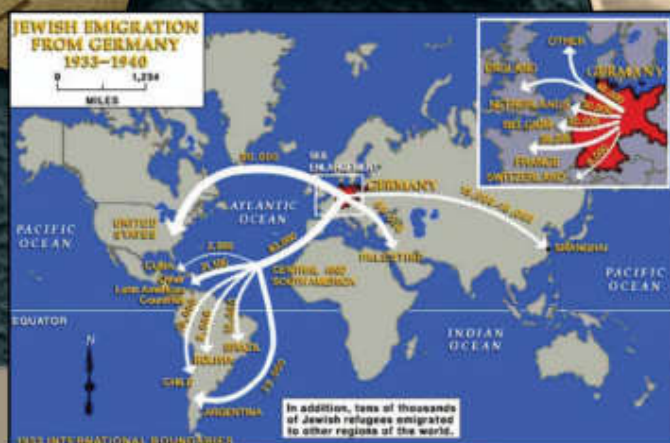 JEWISH EMIGRATION
FROM GERMANY
1933–1940
0 1,234
MILES
OTHER
ENGLAND
GERMANY
NETHERLANDS
BELGIUM
FRANCE
SWITZERLAND
SEE
ENLARGEMENT
GERMANY
ATLANTIC
OCEAN
UNITED
STATES
PACIFIC
OCEAN
SHANGHAI
PALESTINE
CUBA
Other
Latin American
Countries
CENTRAL AND
SOUTH AMERICA
PACIFIC
OCEAN
EQUATOR
INDIAN
OCEAN
N
BRAZIL
BOLIVIA
CHILE
ARGENTINA
In addition, tens of thousands
of Jewish refugees emigrated
to other regions of the world.
1933 INTERNATIONAL BOUNDARIES